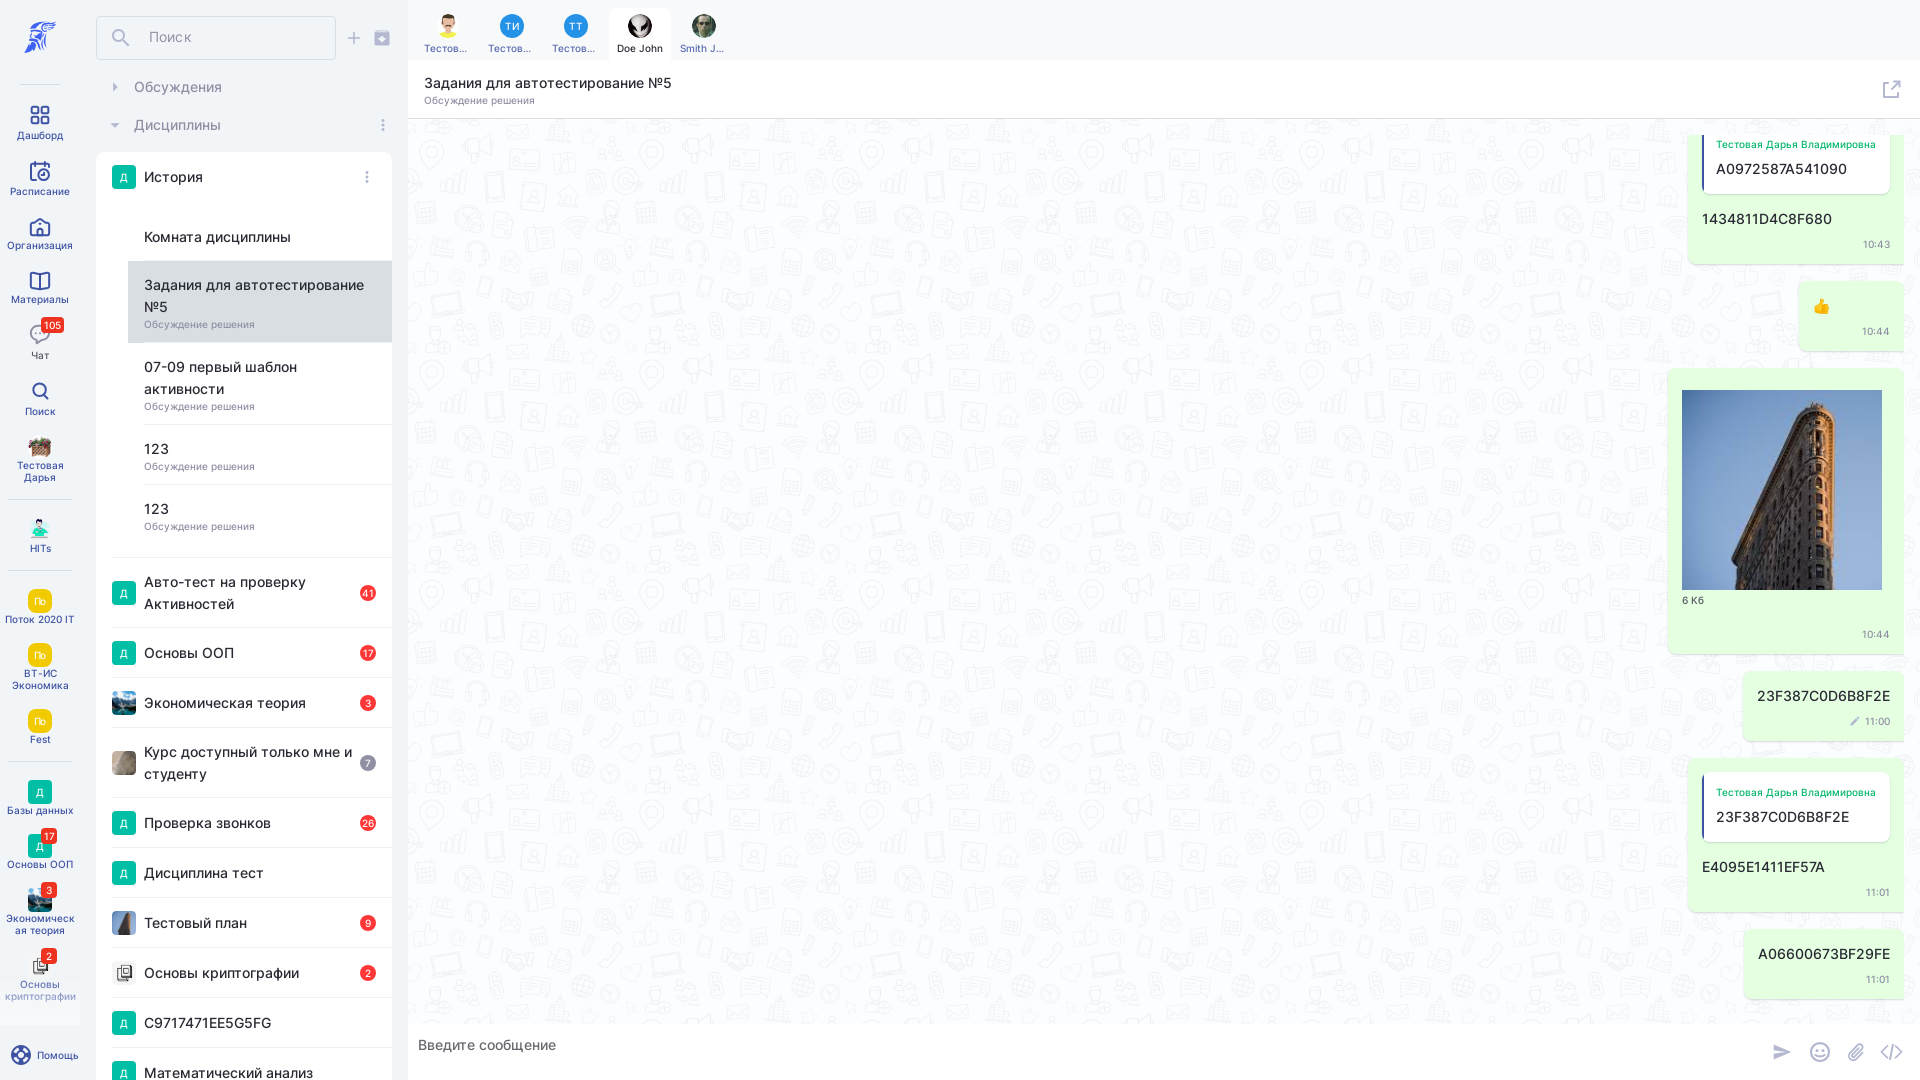 Дашборд
Расписание
Организация
Материалы
105
Чат
Поиск
Тестовая
Дарья
HITs
По
Поток 2020 IT
По
ВТ-ИС
Экономика
По
Fest
Д
Базы данных
17
Д
Основы ООП
3
Экономическ
ая теория
2
Основы
криптографии
Помощь
Поиск
Обсуждения
Дисциплины
Д
История
Комната дисциплины
Задания для автотестирование
№5
Обсуждение решения
07-09 первый шаблон
активности
Обсуждение решения
123
Обсуждение решения
123
Обсуждение решения
Д
Авто-тест на проверку
Активностей
41
Д
Основы ООП
17
Экономическая теория
3
Курс доступный только мне и
студенту
7
Д
Проверка звонков
26
Д
Дисциплина тест
Тестовый план
9
Основы криптографии
2
Д
C9717471EE5G5FG
Д
Математический анализ
Тестов...
ТИ
Тестов...
ТТ
Тестов...
Doe John
Smith J...
Задания для автотестирование №5
Обсуждение решения
Тестовая Дарья Владимировна
A0972587A541090
1434811D4C8F680
10:43
👍
10:44
6 Кб
10:44
23F387C0D6B8F2E
11:00
Тестовая Дарья Владимировна
23F387C0D6B8F2E
E4095E1411EF57A
11:01
A06600673BF29FE
11:01
Введите сообщение